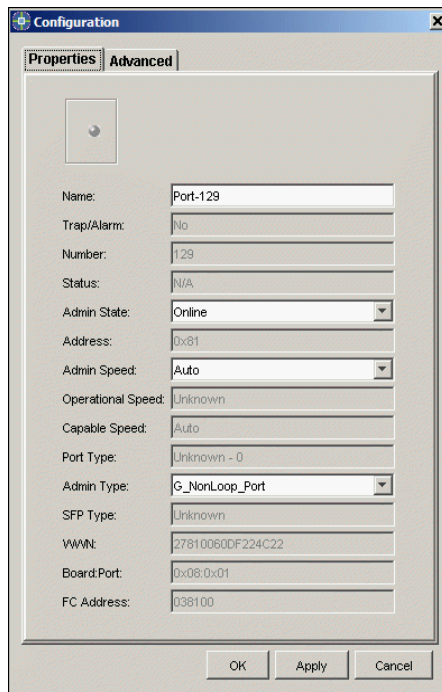 Configuration
Properties Advanced
Name: Port-129
Trap/Alarm: No
Number: 129
Status: N/A
Admin State: Online
Address: 0x81
Admin Speed: Auto
Operational Speed: Unknown
Capable Speed: Auto
Port Type: Unknown - 0
Admin Type: G_NonLoop_Port
SFP Type: Unknown
WWN: 27810060DF224C22
Board:Port: 0x08:0x01
FC Address: 038100
OK Apply Cancel